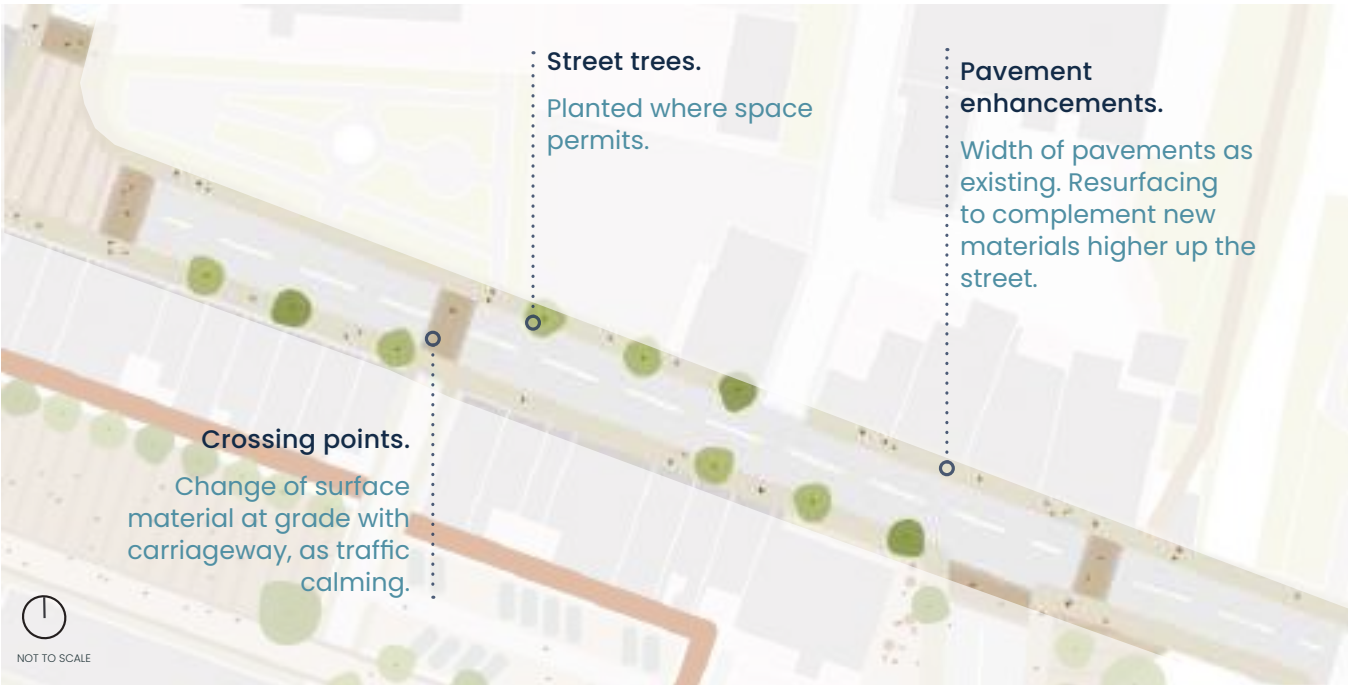 Street trees.
Planted where space
permits.
Pavement
enhancements.
Width of pavements as
existing. Resurfacing
to complement new
materials higher up the
street.
Crossing points.
Change of surface
material at grade with
carriageway, as traffic
calming.
NOT TO SCALE